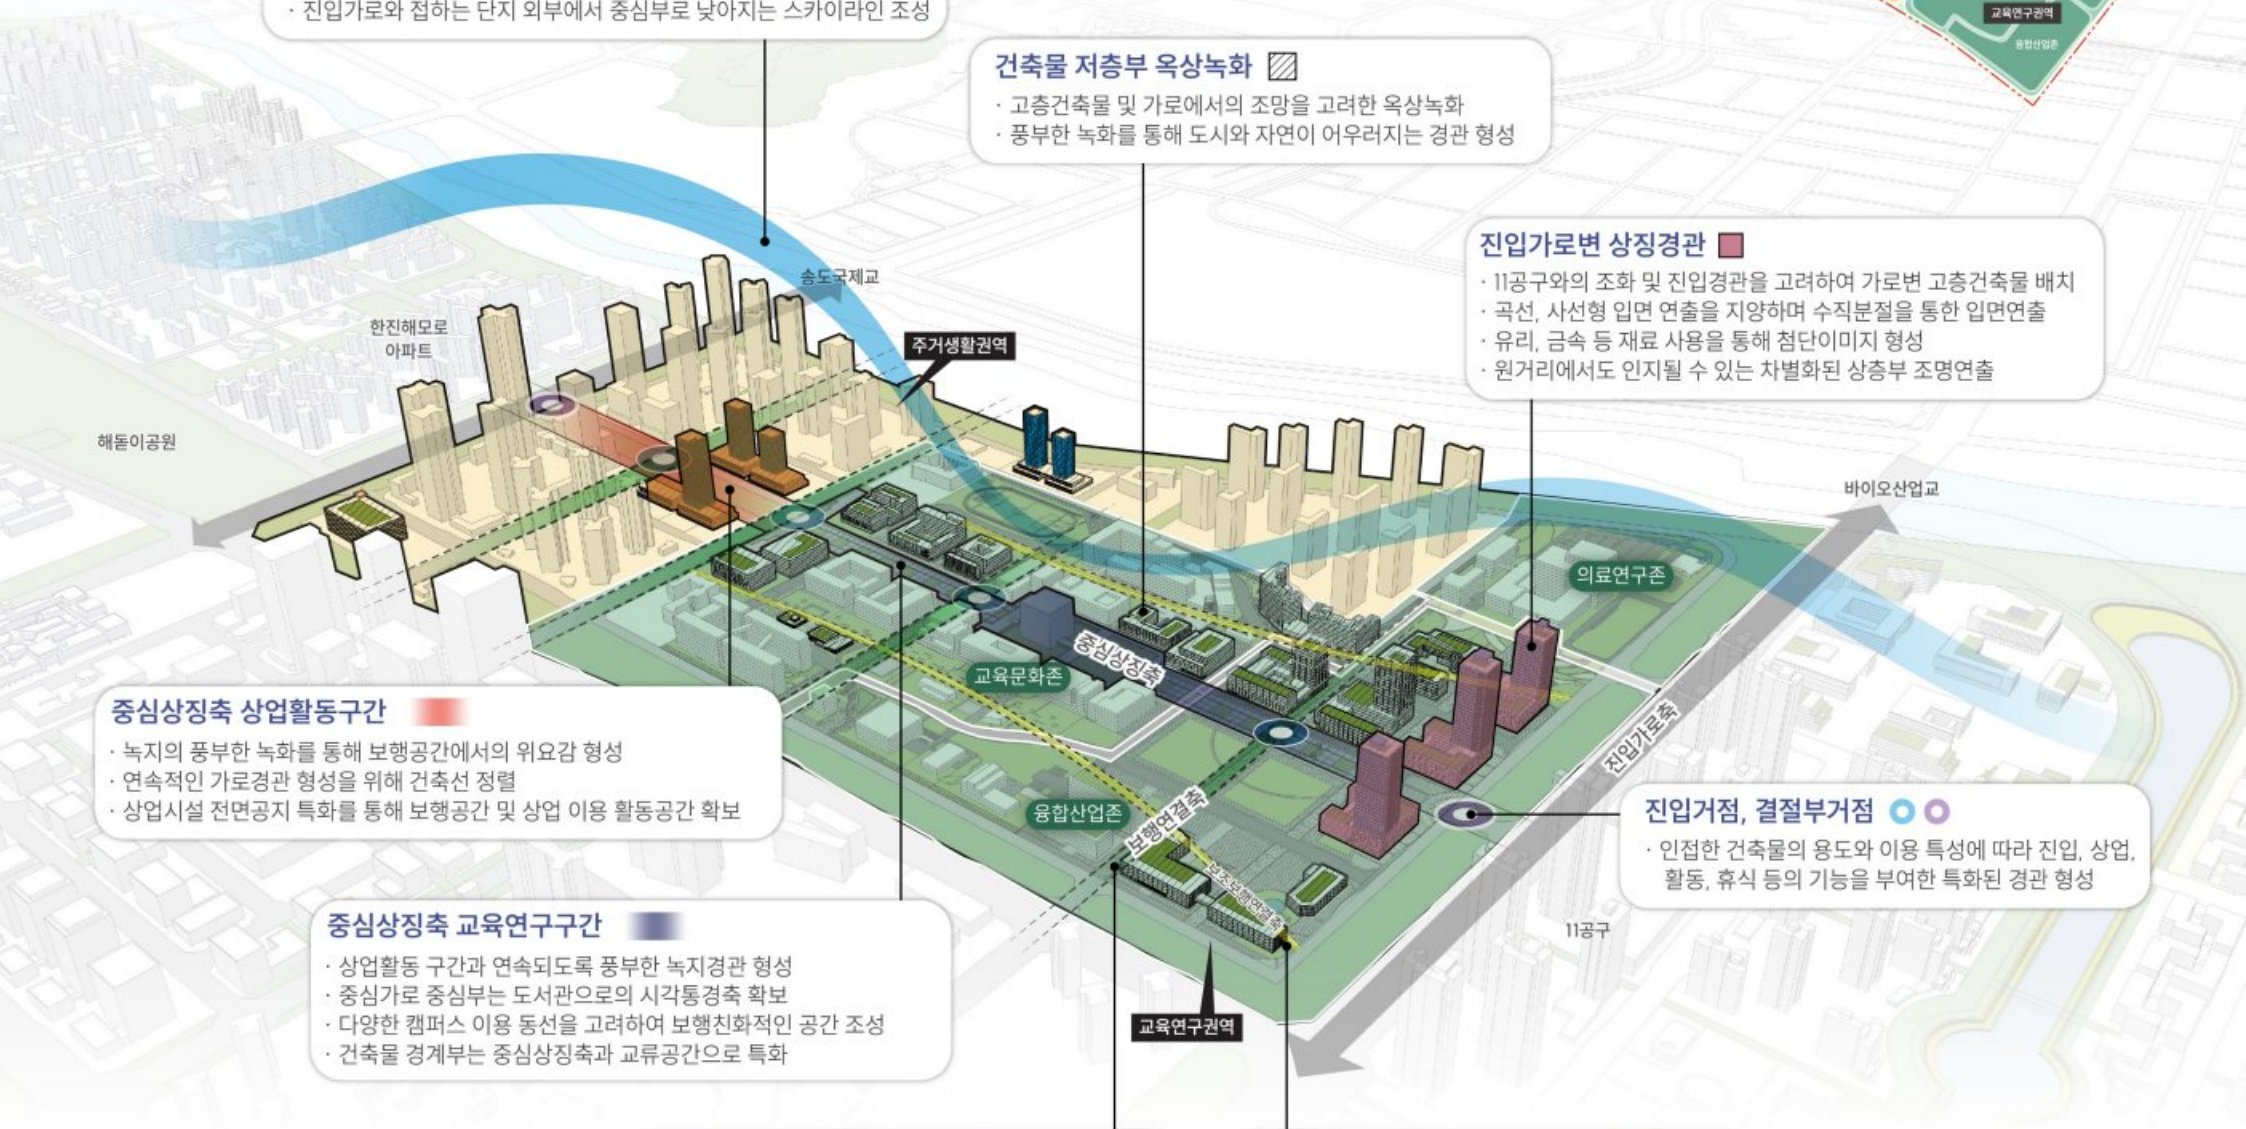 · 진입가로와 접하는 단지 외부에서 중심부로 낮아지는 스카이라인 조성
교육연구권역
융합산업존
건축물 저층부 옥상녹화
· 고층건축물 및 가로에서의 조망을 고려한 옥상녹화
· 풍부한 녹화를 통해 도시와 자연이 어우러지는 경관 형성
진입가로변 상징경관
· 11공구와의 조화 및 진입경관을 고려하여 가로변 고층건축물 배치
· 곡선, 사선형 입면 연출을 지양하며 수직분절을 통한 입면연출
· 유리, 금속 등 재료 사용을 통해 첨단이미지 형성
· 원거리에서도 인지될 수 있는 차별화된 상층부 조명연출
송도국제교
한진해모로
아파트
주거생활권역
해돋이공원
바이오산업교
의료연구존
중심상징축
교육문화존
진입가로축
융합산업존
보행연결축
보조보행연결축
중심상징축 상업활동구간
· 녹지의 풍부한 녹화를 통해 보행공간에서의 위요감 형성
· 연속적인 가로경관 형성을 위해 건축선 정렬
· 상업시설 전면공지 특화를 통해 보행공간 및 상업 이용 활동공간 확보
진입거점, 결절부거점
· 인접한 건축물의 용도와 이용 특성에 따라 진입, 상업,
활동, 휴식 등의 기능을 부여한 특화된 경관 형성
11공구
중심상징축 교육연구구간
· 상업활동 구간과 연속되도록 풍부한 녹지경관 형성
· 중심가로 중심부는 도서관으로의 시각통경축 확보
· 다양한 캠퍼스 이용 동선을 고려하여 보행친화적인 공간 조성
· 건축물 경계부는 중심상징축과 교류공간으로 특화
교육연구권역